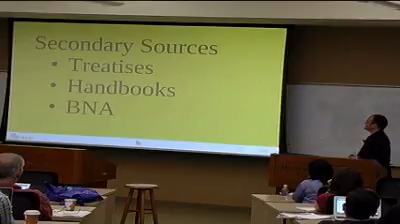 Secondary Sources
• Treatises
• Handbooks
• BNA